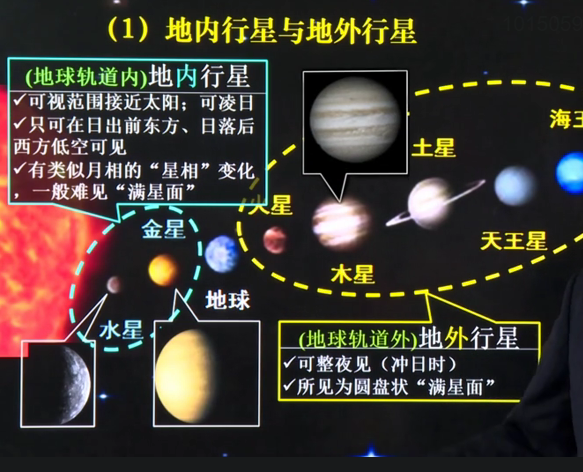 （1）地内行星与地外行星
(地球轨道内)地内行星
✓可视范围接近太阳；可凌日
✓只可在日出前东方、日落后
西方低空可见
✓有类似月相的“星相”变化
，一般难见“满星面”
土星
海王
火星
金星
天王星
木星
地球
水星
(地球轨道外)地外行星
✓可整夜见（冲日时）
✓所见为圆盘状“满星面”